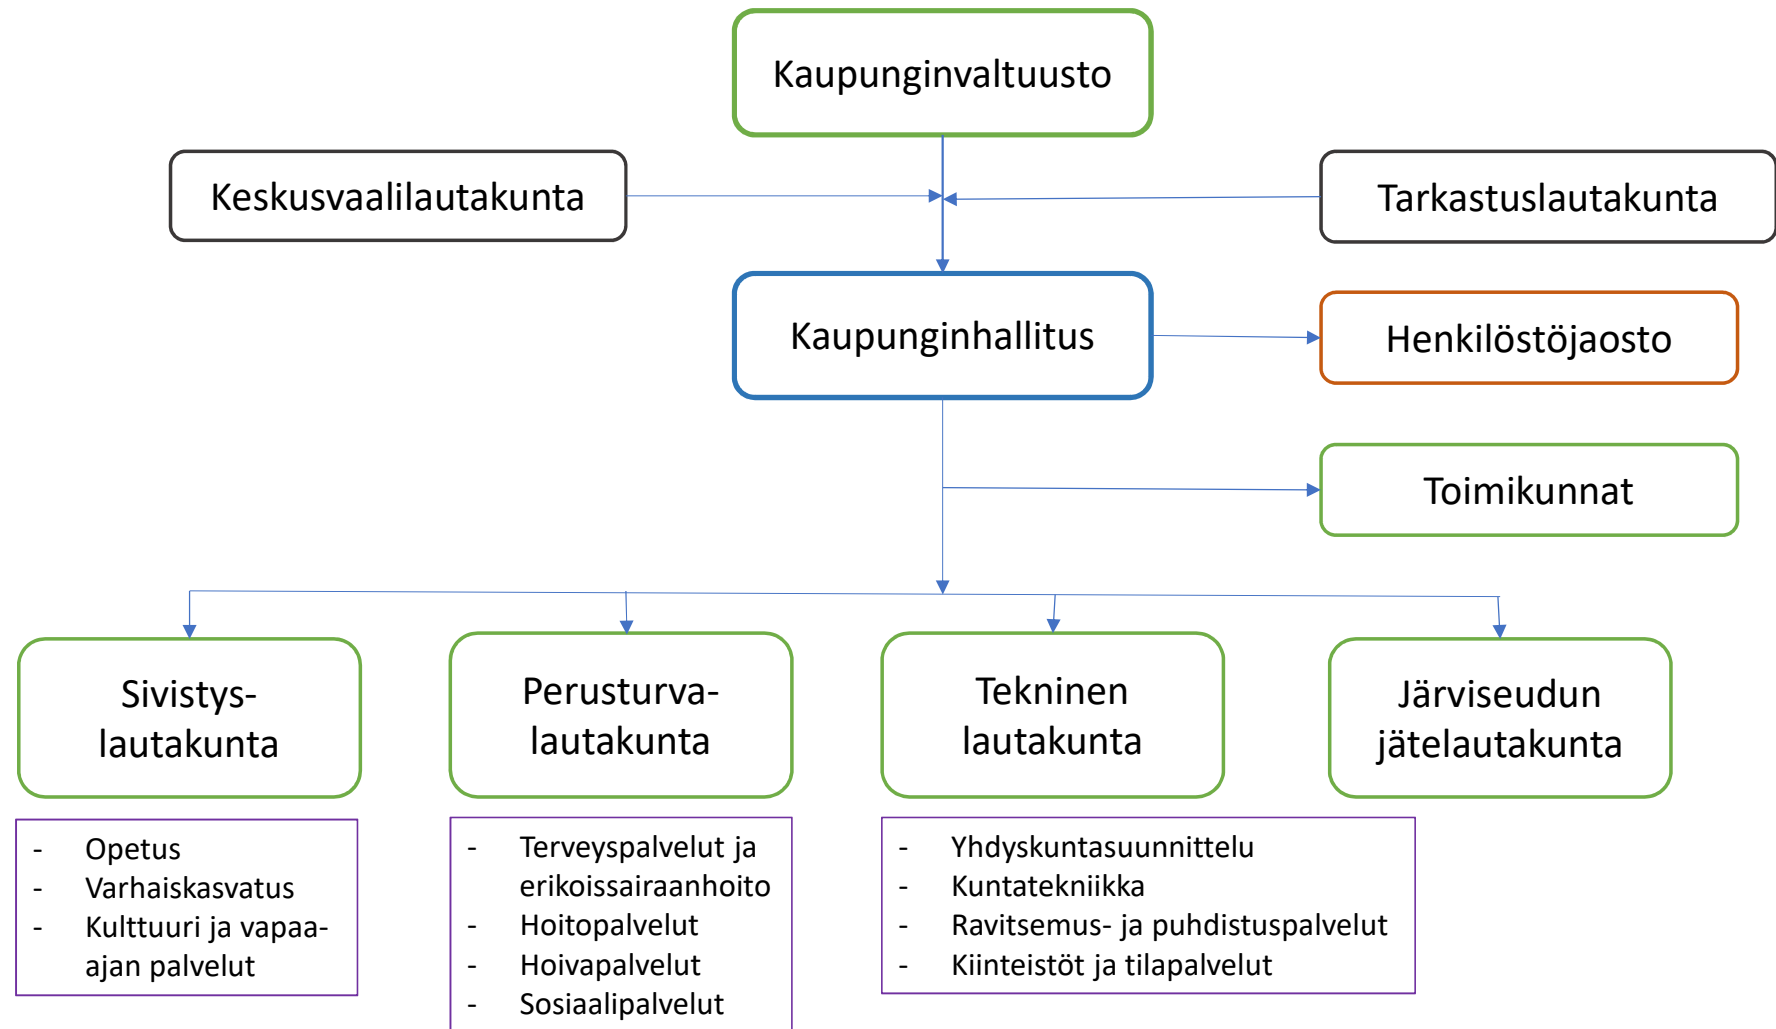 Kaupunginvaltuusto
Keskusvaalilautakunta
Tarkastuslautakunta
Kaupunginhallitus
Henkilöstöjaosto
Toimikunnat
Sivistys-
lautakunta
Perusturva-
lautakunta
Tekninen
lautakunta
Järviseudun
jätelautakunta
- Opetus
- Varhaiskasvatus
- Kulttuuri ja vapaa-
ajan palvelut
- Terveyspalvelut ja
erikoissairaanhoito
- Hoitopalvelut
- Hoivapalvelut
- Sosiaalipalvelut
- Yhdyskuntasuunnittelu
- Kuntatekniikka
- Ravitsemus- ja puhdistuspalvelut
- Kiinteistöt ja tilapalvelut